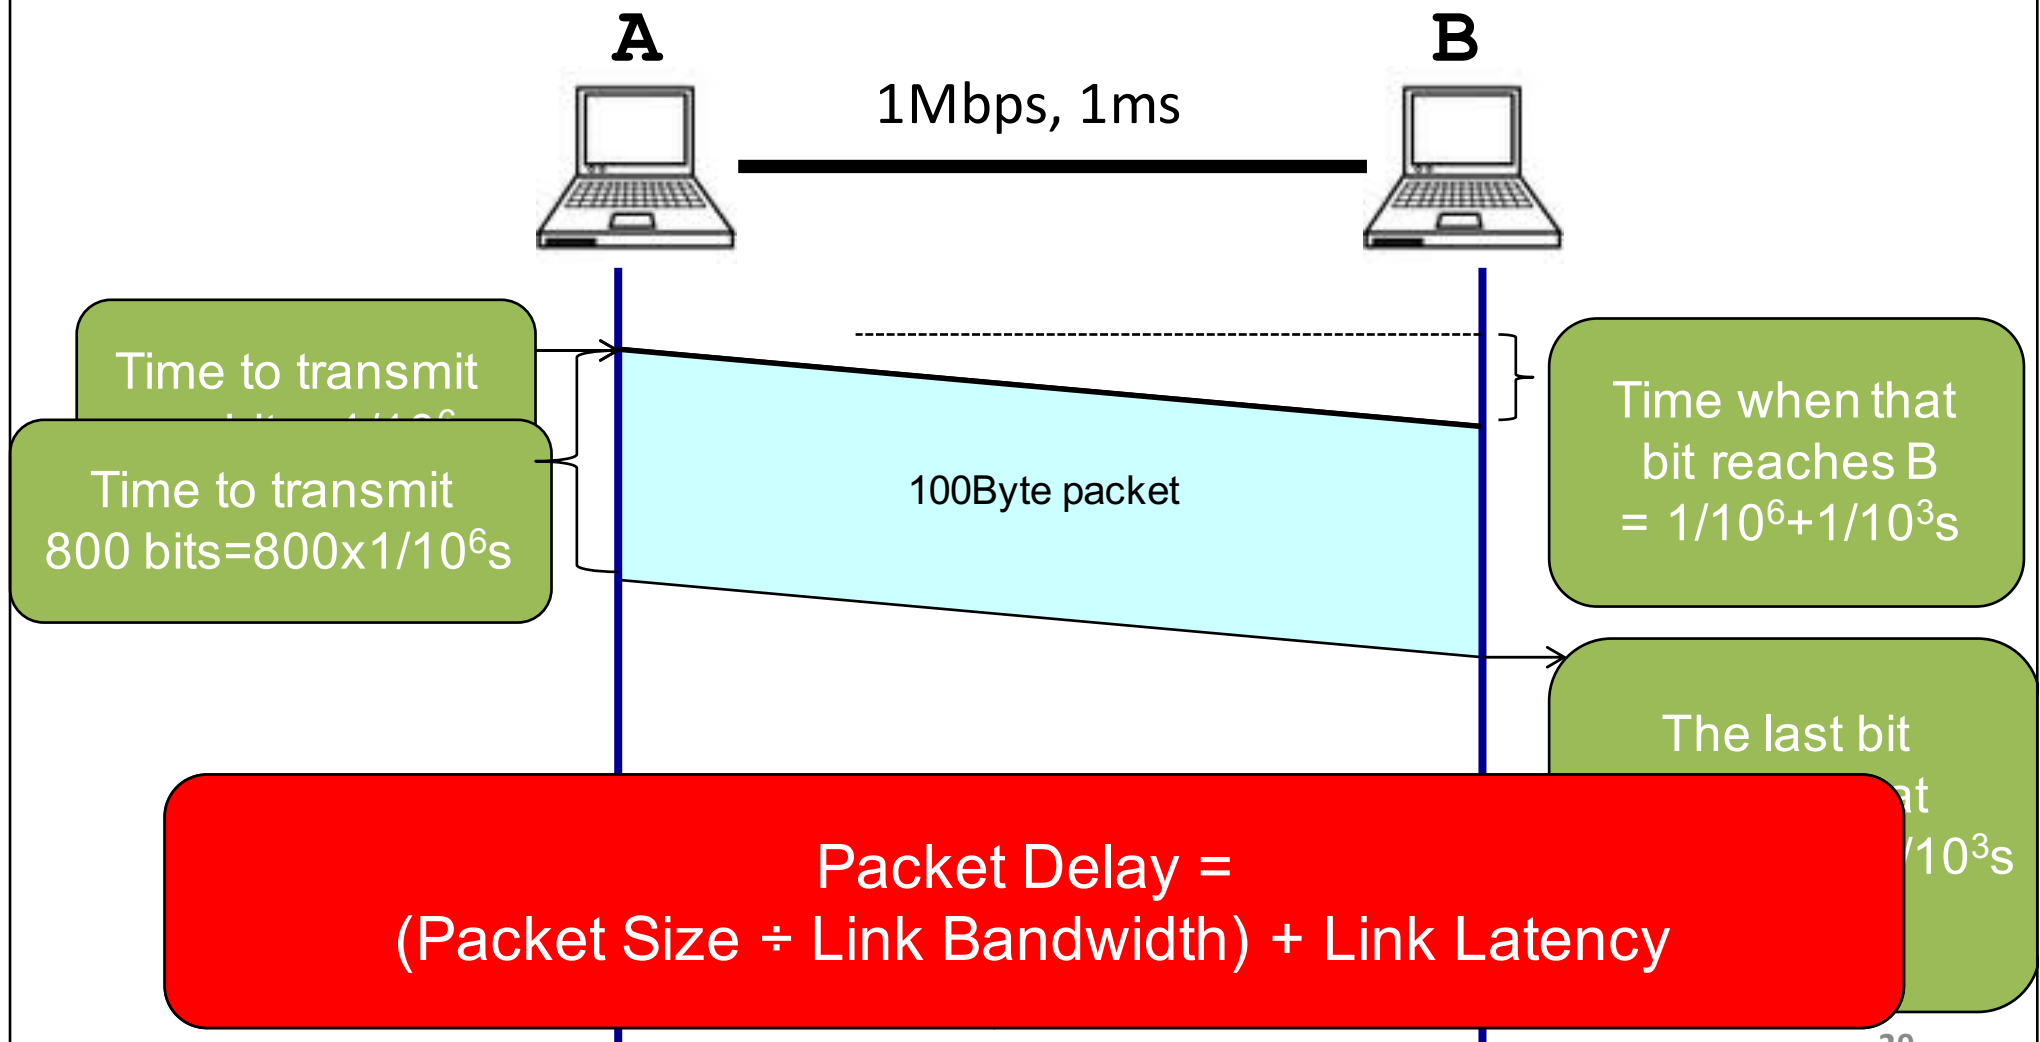 A
B
1Mbps, 1ms
Time to transmit
Time to transmit
800 bits=800x1/10⁶s
100Byte packet
Time when that
bit reaches B
= 1/10⁶+1/10³s
The last bit
at
/10³s
Packet Delay =
(Packet Size ÷ Link Bandwidth) + Link Latency